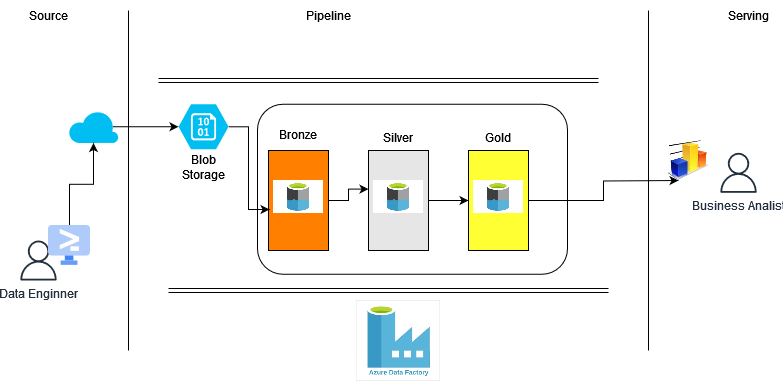 Source
Pipeline
Serving
10
01
Blob
Storage
Bronze
Silver
Gold
Data Enginner
Business Analist
Azure Data Factory